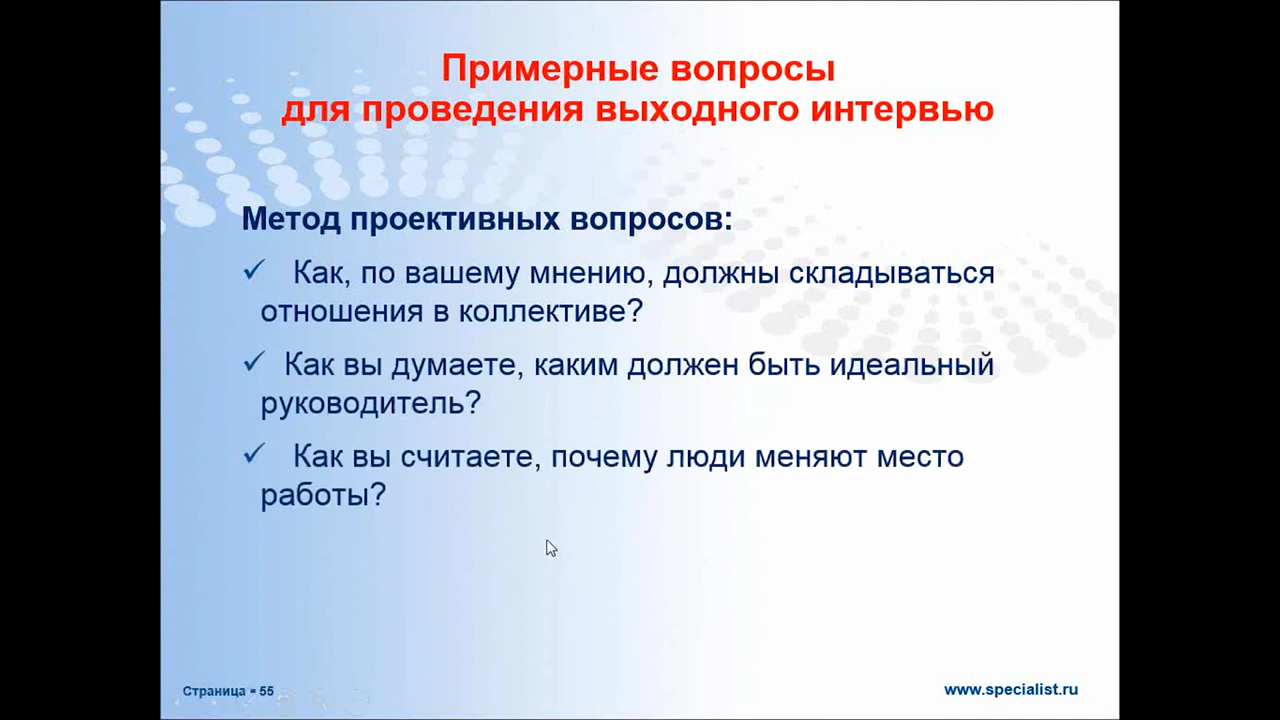 Примерные вопросы
для проведения выходного интервью
Метод проективных вопросов:
✓ Как, по вашему мнению, должны складываться
отношения в коллективе?
✓ Как вы думаете, каким должен быть идеальный
руководитель?
✓ Как вы считаете, почему люди меняют место
работы?
Страница = 55
www.specialist.ru